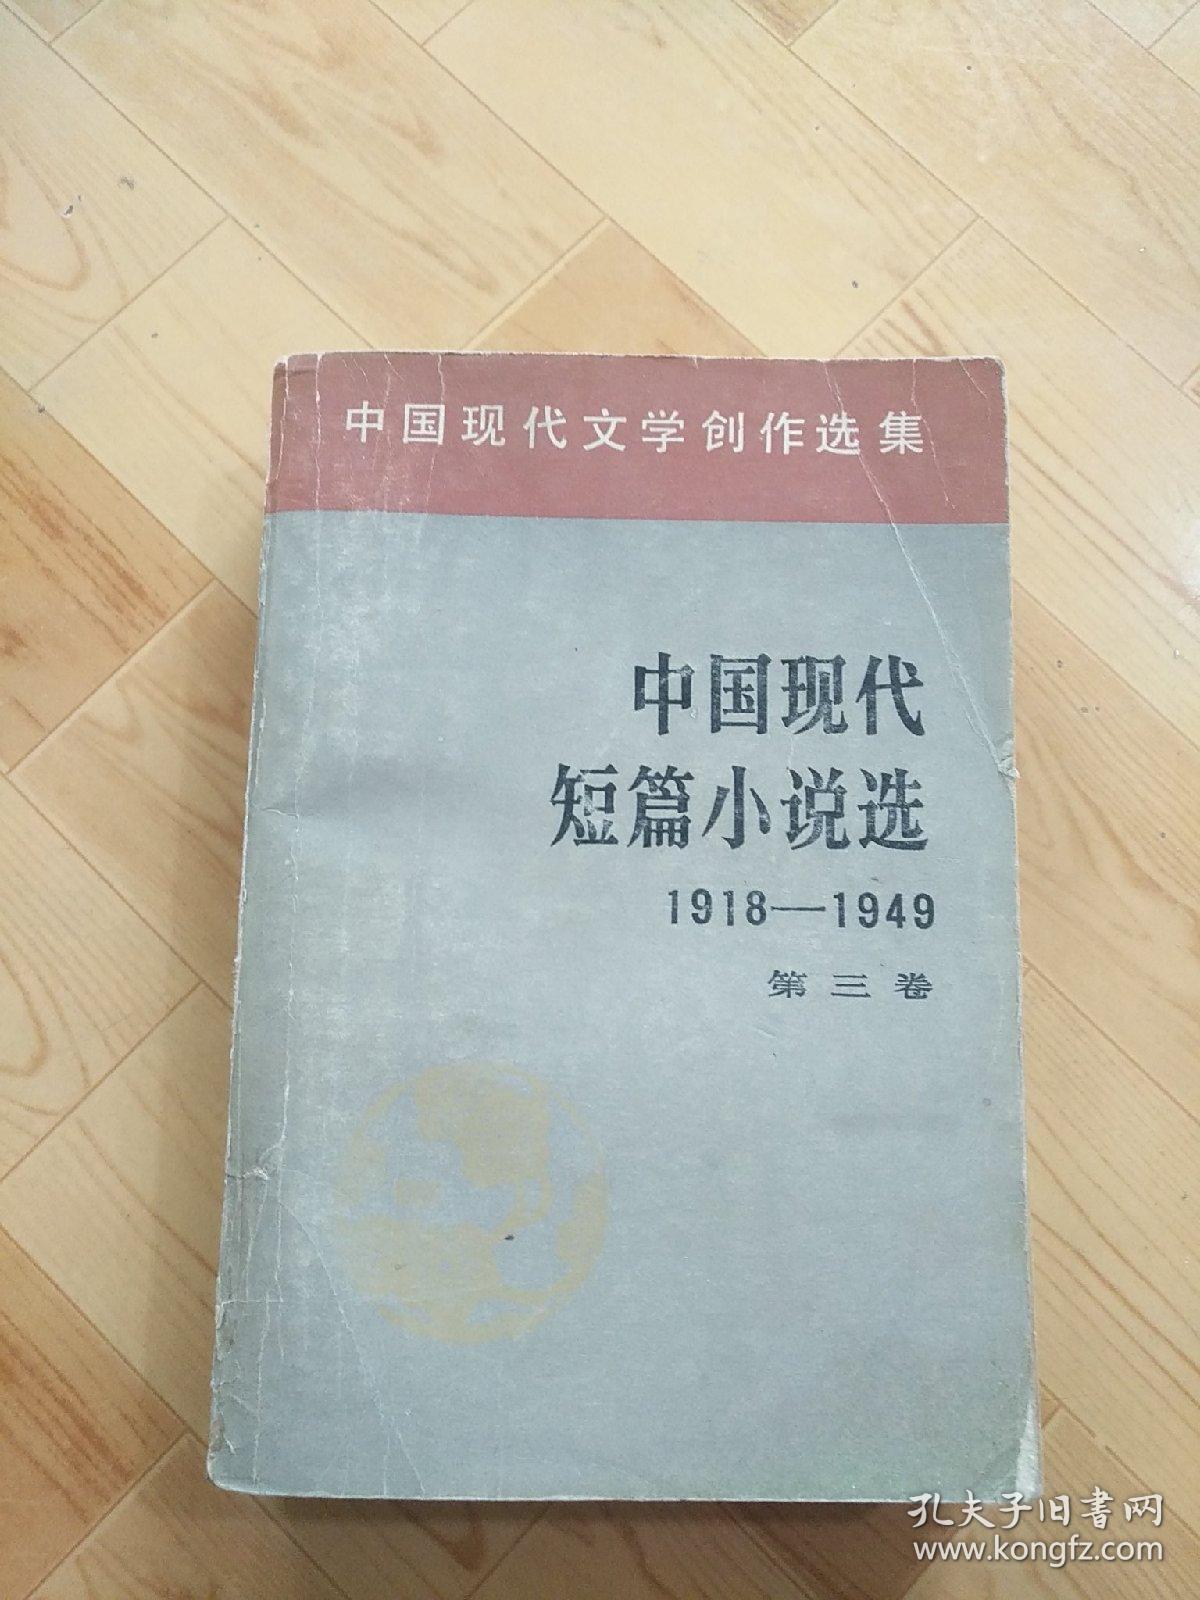 中国现代文学创作选集
中国现代
短篇小说选
1918—1949
第三卷
孔夫子旧书网
www.kongfz.com